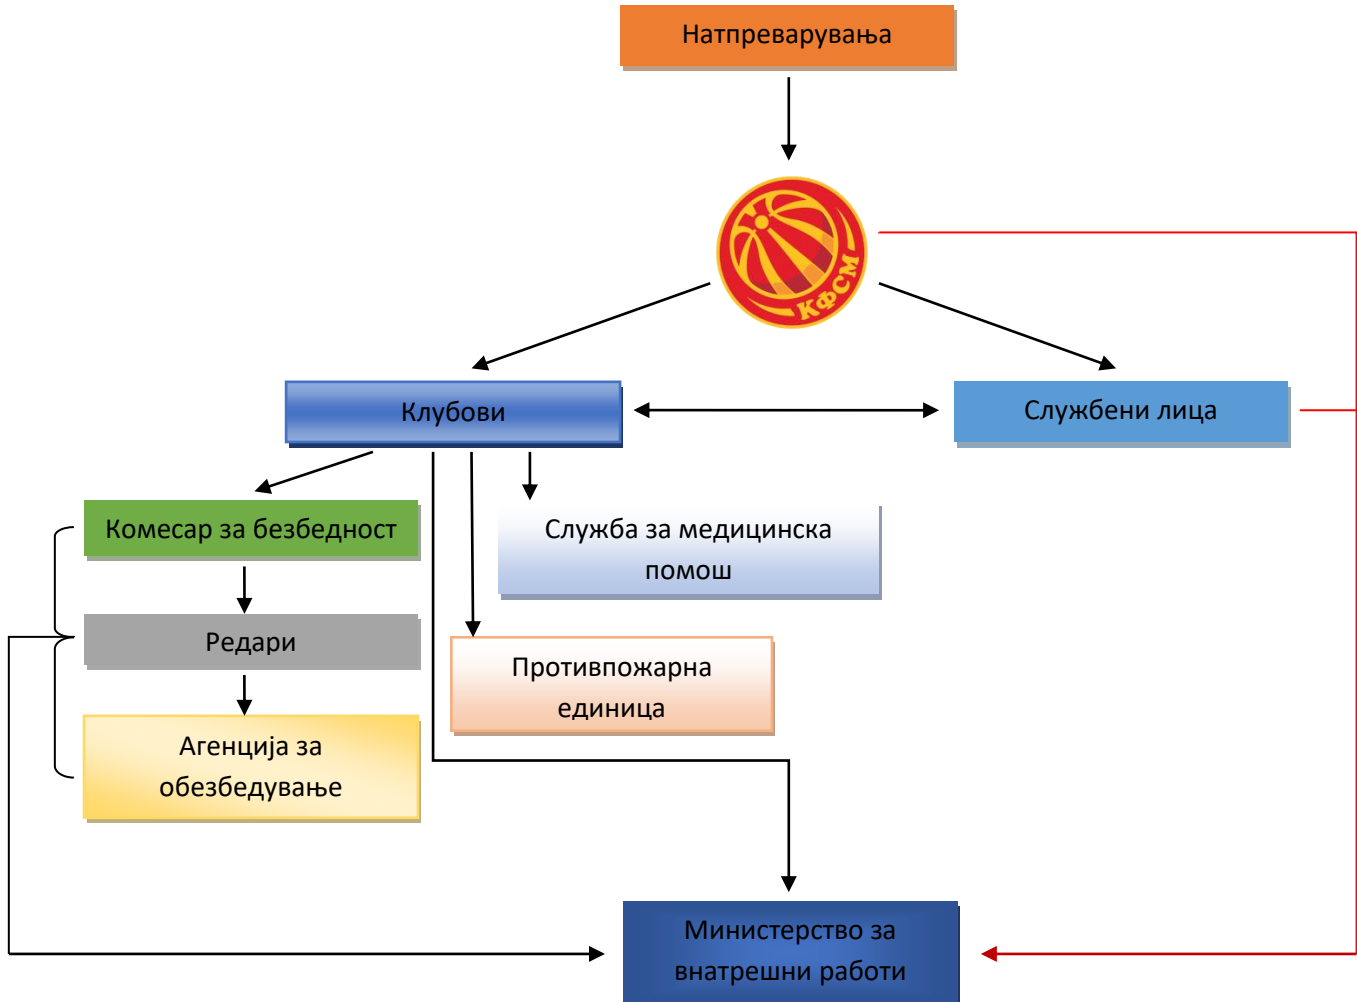 Натпреварувања
КФСМ
Клубови
Службени лица
Комесар за безбедност
Служба за медицинска
помош
Редари
Противпожарна
единица
Агенција за
обезбедување
Министерство за
внатрешни работи